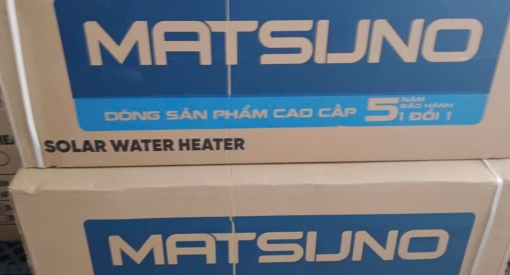 MATSUNO
DÒNG SẢN PHẨM CAO CẤP 5 NĂM BẢO HÀNH 1 ĐỔI 1
SOLAR WATER HEATER
MATSUNO